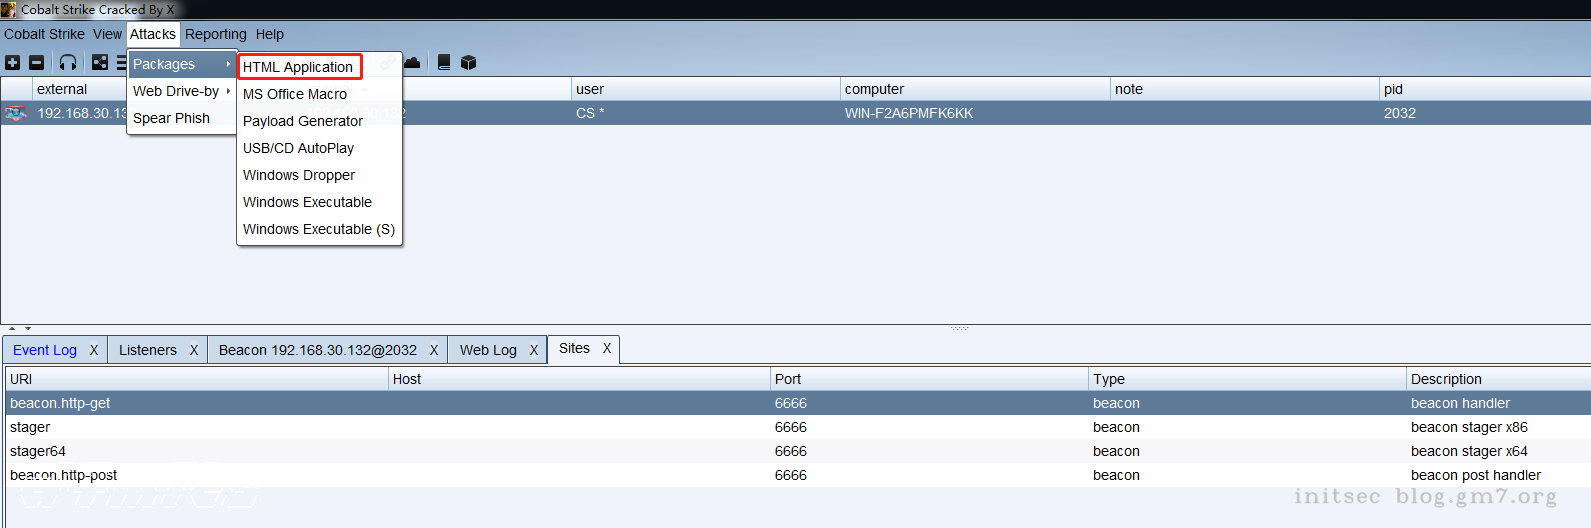 Cobalt Strike Cracked By X
Cobalt Strike View Attacks Reporting Help
Packages
Web Drive-by
Spear Phish
HTML Application
MS Office Macro
Payload Generator
USB/CD AutoPlay
Windows Dropper
Windows Executable
Windows Executable (S)
external user computer note pid
192.168.30.13 CS * WIN-F2A6PMFK6KK 2032
Event Log X Listeners X Beacon 192.168.30.132@2032 X Web Log X Sites X
URI Host Port Type Description
beacon.http-get 6666 beacon beacon handler
stager 6666 beacon beacon stager x86
stager64 6666 beacon beacon stager x64
beacon.http-post 6666 beacon beacon post handler
initsec blog.gm7.org